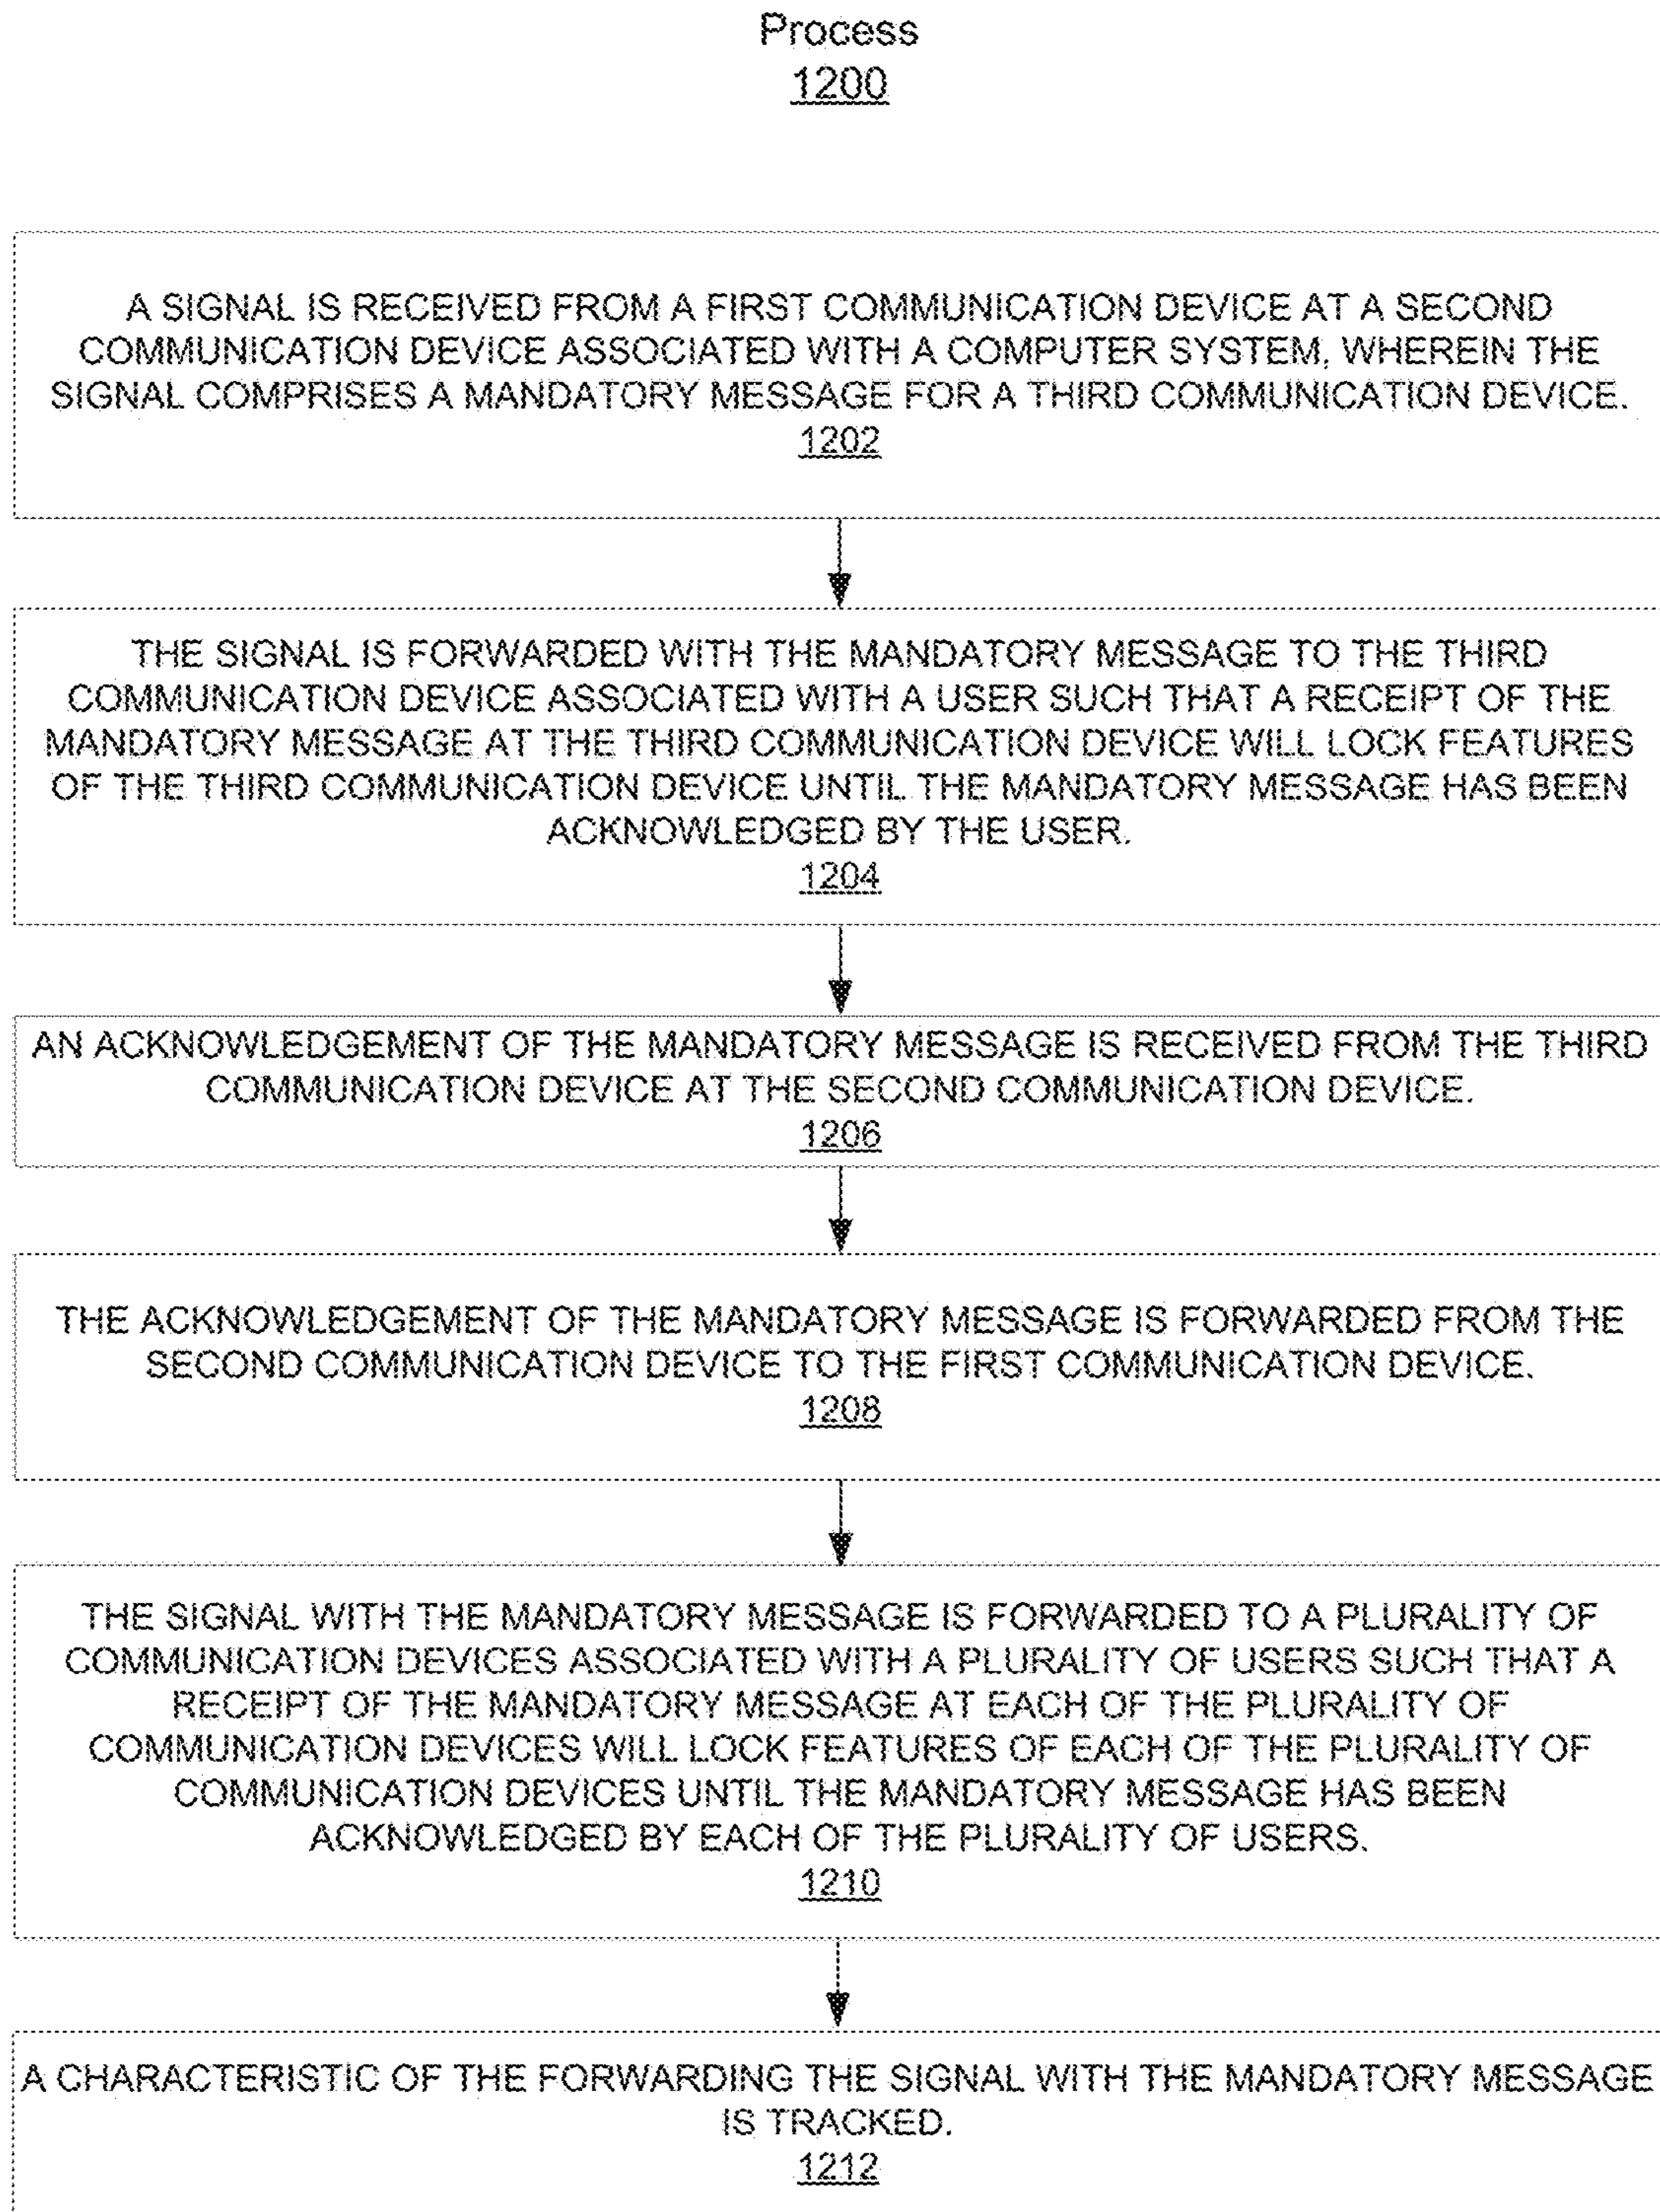 Process
1200
A SIGNAL IS RECEIVED FROM A FIRST COMMUNICATION DEVICE AT A SECOND
COMMUNICATION DEVICE ASSOCIATED WITH A COMPUTER SYSTEM, WHEREIN THE
SIGNAL COMPRISES A MANDATORY MESSAGE FOR A THIRD COMMUNICATION DEVICE.
1202
THE SIGNAL IS FORWARDED WITH THE MANDATORY MESSAGE TO THE THIRD
COMMUNICATION DEVICE ASSOCIATED WITH A USER SUCH THAT A RECEIPT OF THE
MANDATORY MESSAGE AT THE THIRD COMMUNICATION DEVICE WILL LOCK FEATURES
OF THE THIRD COMMUNICATION DEVICE UNTIL THE MANDATORY MESSAGE HAS BEEN
ACKNOWLEDGED BY THE USER.
1204
AN ACKNOWLEDGEMENT OF THE MANDATORY MESSAGE IS RECEIVED FROM THE THIRD
COMMUNICATION DEVICE AT THE SECOND COMMUNICATION DEVICE.
1206
THE ACKNOWLEDGEMENT OF THE MANDATORY MESSAGE IS FORWARDED FROM THE
SECOND COMMUNICATION DEVICE TO THE FIRST COMMUNICATION DEVICE.
1208
THE SIGNAL WITH THE MANDATORY MESSAGE IS FORWARDED TO A PLURALITY OF
COMMUNICATION DEVICES ASSOCIATED WITH A PLURALITY OF USERS SUCH THAT A
RECEIPT OF THE MANDATORY MESSAGE AT EACH OF THE PLURALITY OF
COMMUNICATION DEVICES WILL LOCK FEATURES OF EACH OF THE PLURALITY OF
COMMUNICATION DEVICES UNTIL THE MANDATORY MESSAGE HAS BEEN
ACKNOWLEDGED BY EACH OF THE PLURALITY OF USERS.
1210
A CHARACTERISTIC OF THE FORWARDING THE SIGNAL WITH THE MANDATORY MESSAGE
IS TRACKED.
1212